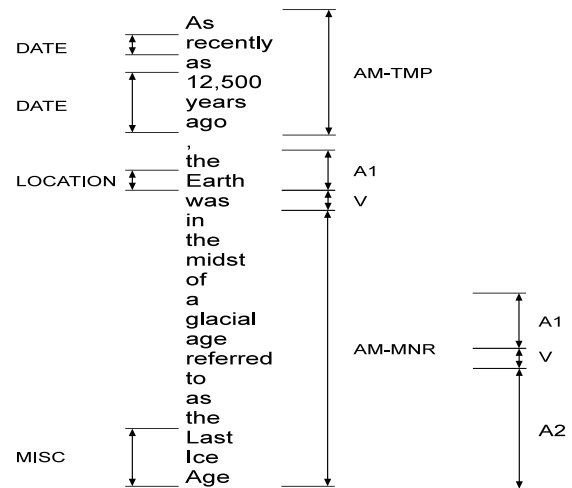 As
DATE recently
as AM-TMP
12,500
DATE years
ago
,
the A1
LOCATION Earth
was V
in
the
midst
of
a
glacial A1
age AM-MNR
referred V
to
as
the A2
Last
MISC Ice
Age